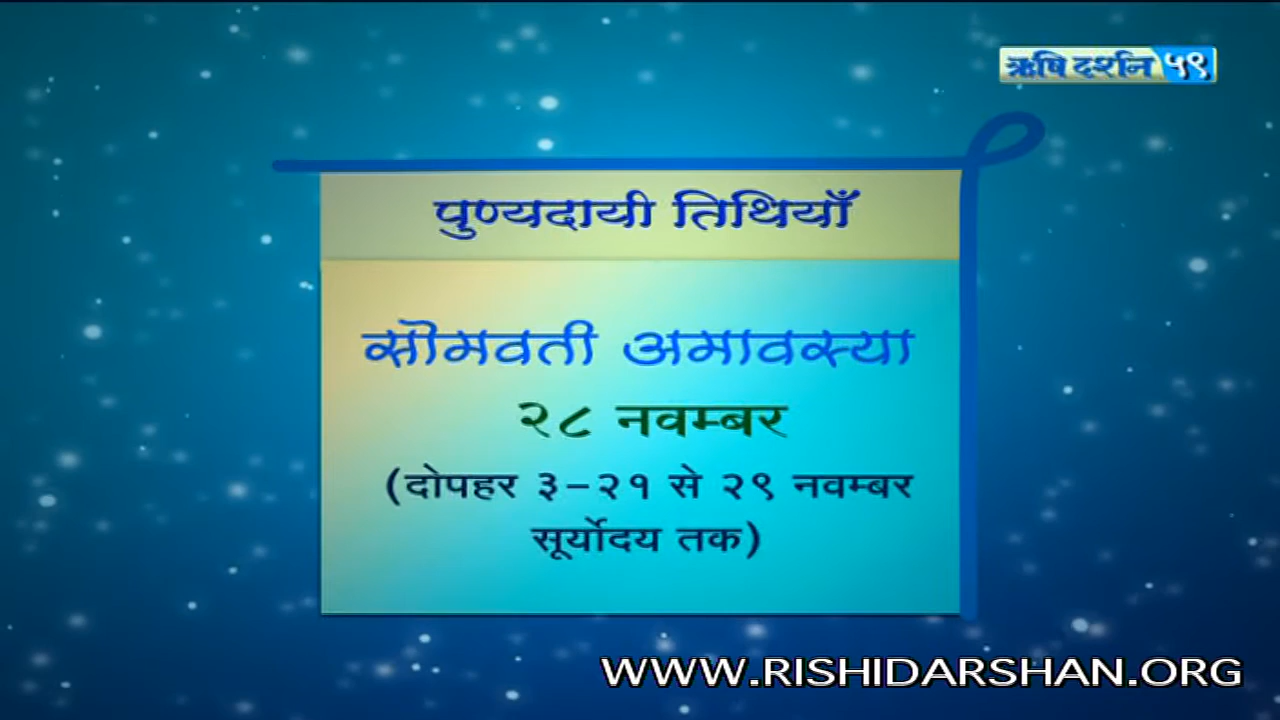 ऋषि दर्शन ५९
पुण्यदायी तिथियाँ
सोमवती अमावस्या
२८ नवम्बर
(दोपहर ३-२१ से २९ नवम्बर
सूर्योदय तक)
WWW.RISHIDARSHAN.ORG